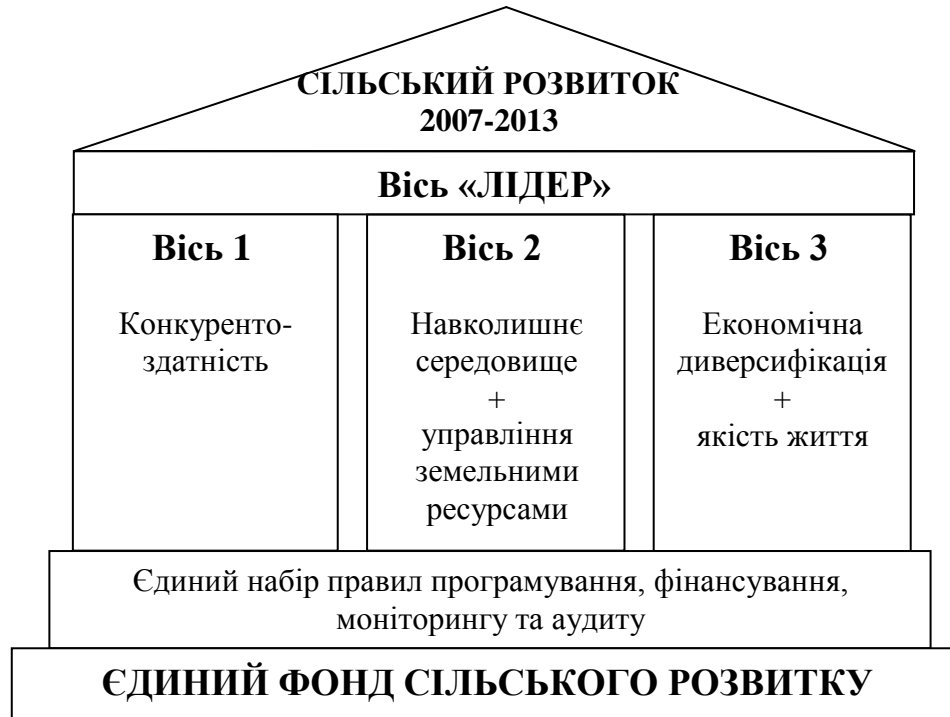 СІЛЬСЬКИЙ РОЗВИТОК
2007-2013
Вісь «ЛІДЕР»
Вісь 1
Конкуренто-
здатність
Вісь 2
Навколишнє
середовище
+
управління
земельними
ресурсами
Вісь 3
Економічна
диверсифікація
+
якість життя
Єдиний набір правил програмування, фінансування,
моніторингу та аудиту
ЄДИНИЙ ФОНД СІЛЬСЬКОГО РОЗВИТКУ